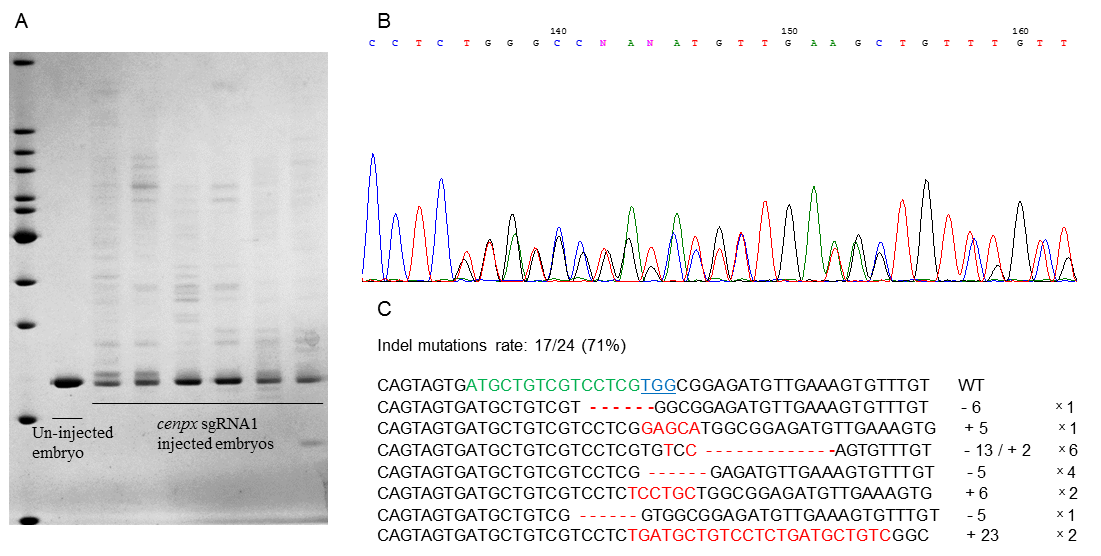 A
B
140 150 160
C C T C T G G G C C N A N A T G T T G A A G C T G T T T G T T
Un-injected
embryo
cenpx sgRNA1
injected embryos
C
Indel mutations rate: 17/24 (71%)
CAGTAGTGATGCTGTCGTCCTCGTGGCGGAGATGTTGAAAGTGTTTGT WT
CAGTAGTGATGCTGTCGT - - - - - -GGCGGAGATGTTGAAAGTGTTTGT - 6 x 1
CAGTAGTGATGCTGTCGTCCTCGGAGCATGGCGGAGATGTTGAAAGTG + 5 x 1
CAGTAGTGATGCTGTCGTCCTCGTGTCC - - - - - - - - - - - - -AGTGTTTGT - 13 / + 2 x 6
CAGTAGTGATGCTGTCGTCCTCG - - - - - - GAGATGTTGAAAGTGTTTGT - 5 x 4
CAGTAGTGATGCTGTCGTCCTCTCCTGCTGGCGGAGATGTTGAAAGTG + 6 x 2
CAGTAGTGATGCTGTCG - - - - - - GTGGCGGAGATGTTGAAAGTGTTTGT - 5 x 1
CAGTAGTGATGCTGTCGTCCTCTGATGCTGTCCTCTGATGCTGTCGGC + 23 x 2